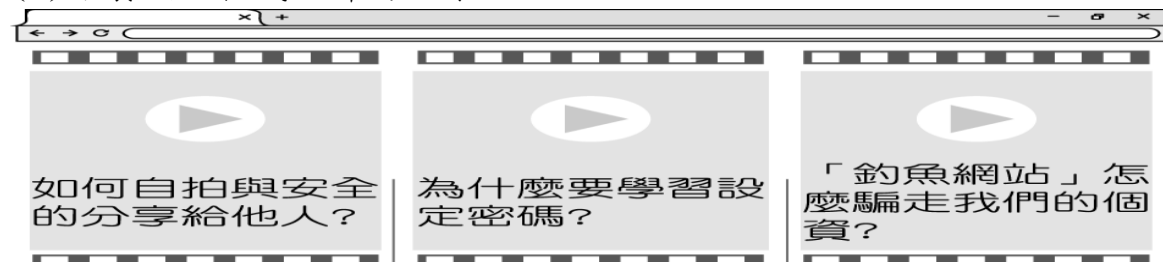 如何自拍與安全
的分享給他人?
為什麼要學習設
定密碼?
「釣魚網站」怎
麼騙走我們的個
資?